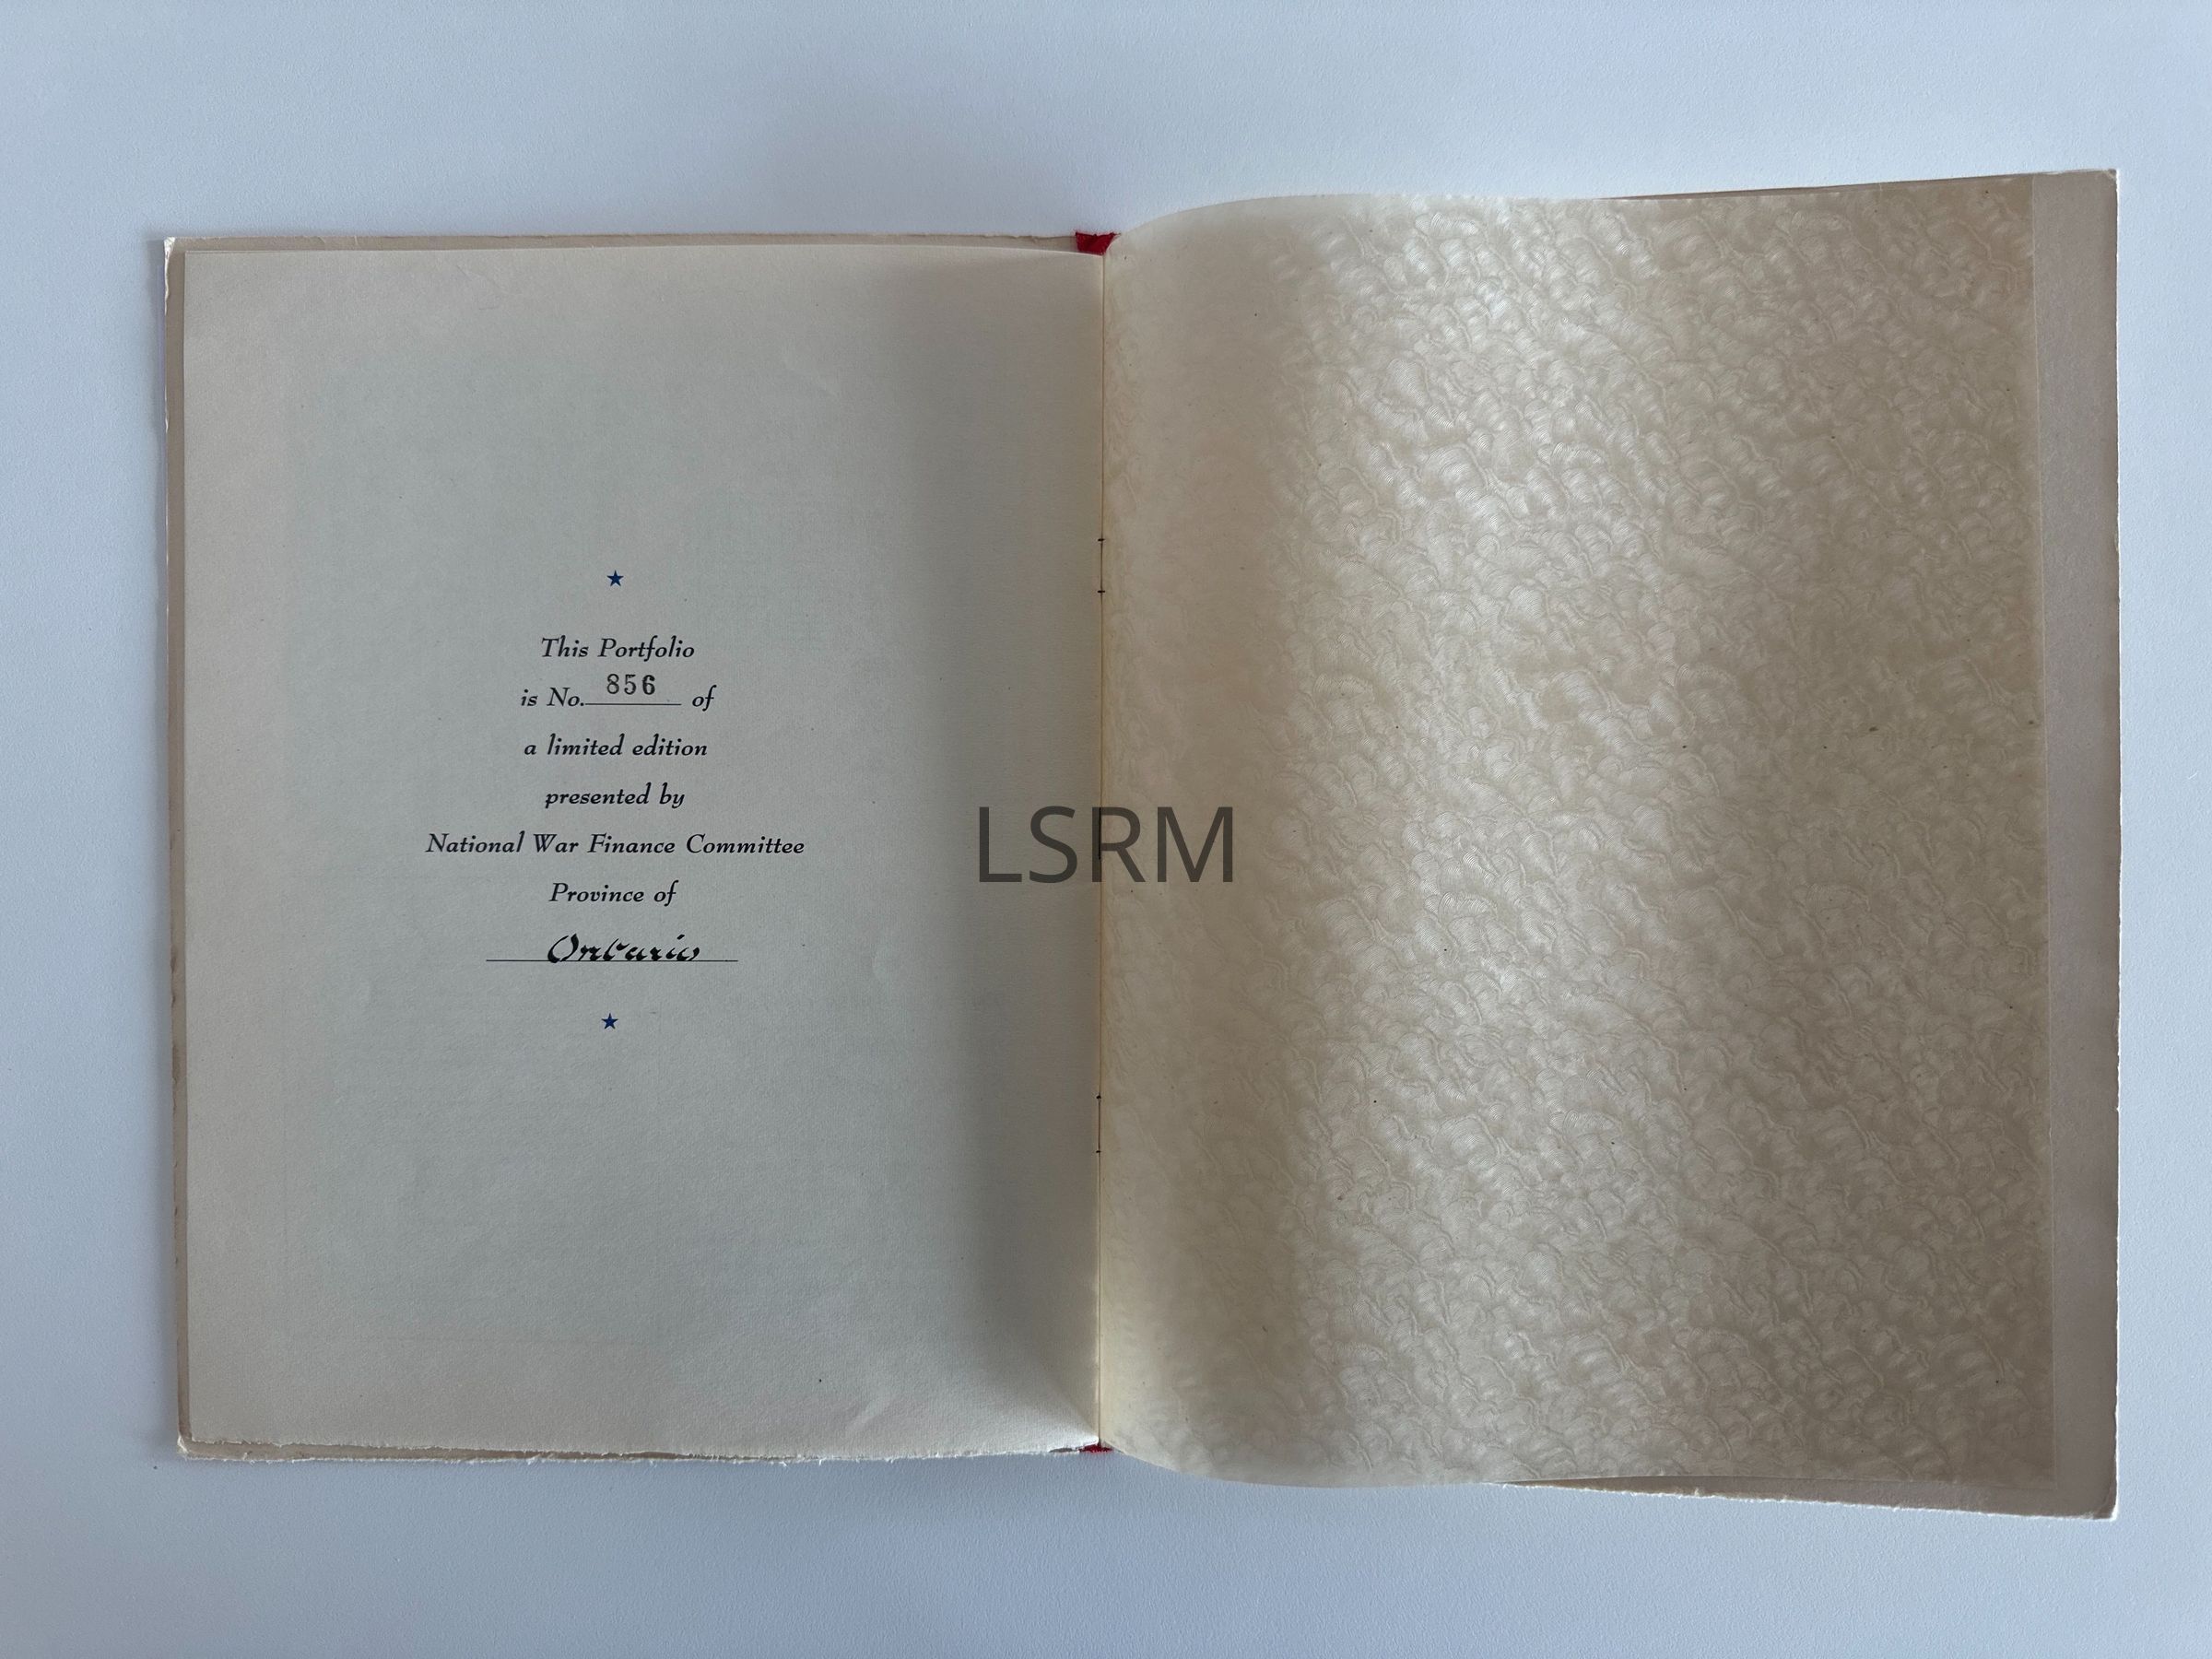 ★
This Portfolio
is No. 856 of
a limited edition
presented by
National War Finance Committee
Province of
Ontario
★
LSRM